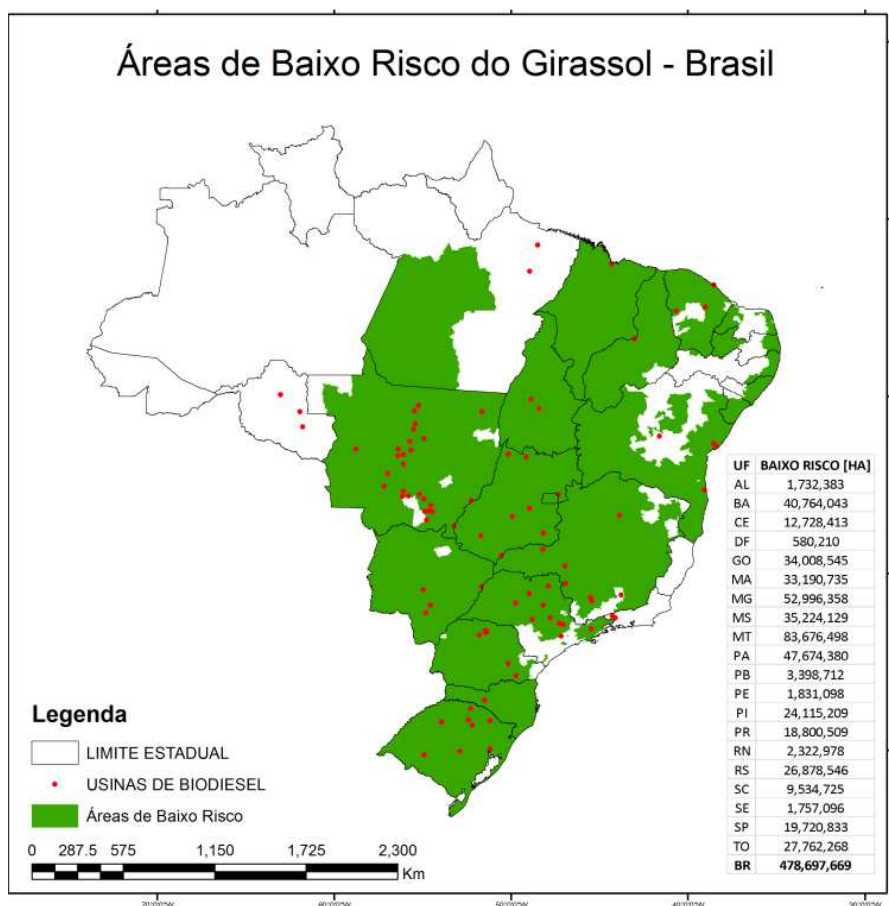 Áreas de Baixo Risco do Girassol - Brasil
UF BAIXO RISCO [HA]
AL 1,732,383
BA 40,764,043
CE 12,728,413
DF 580,210
GO 34,008,545
MA 33,190,735
MG 52,996,358
MS 35,224,129
MT 83,676,498
PA 47,674,380
PB 3,398,712
PE 1,831,098
PI 24,115,209
PR 18,800,509
RN 2,322,978
RS 26,878,546
SC 9,534,725
SE 1,757,096
SP 19,720,833
TO 27,762,268
BR 478,697,669
Legenda
LIMITE ESTADUAL
USINAS DE BIODIESEL
Áreas de Baixo Risco
0 287.5 575 1,150 1,725 2,300
Km